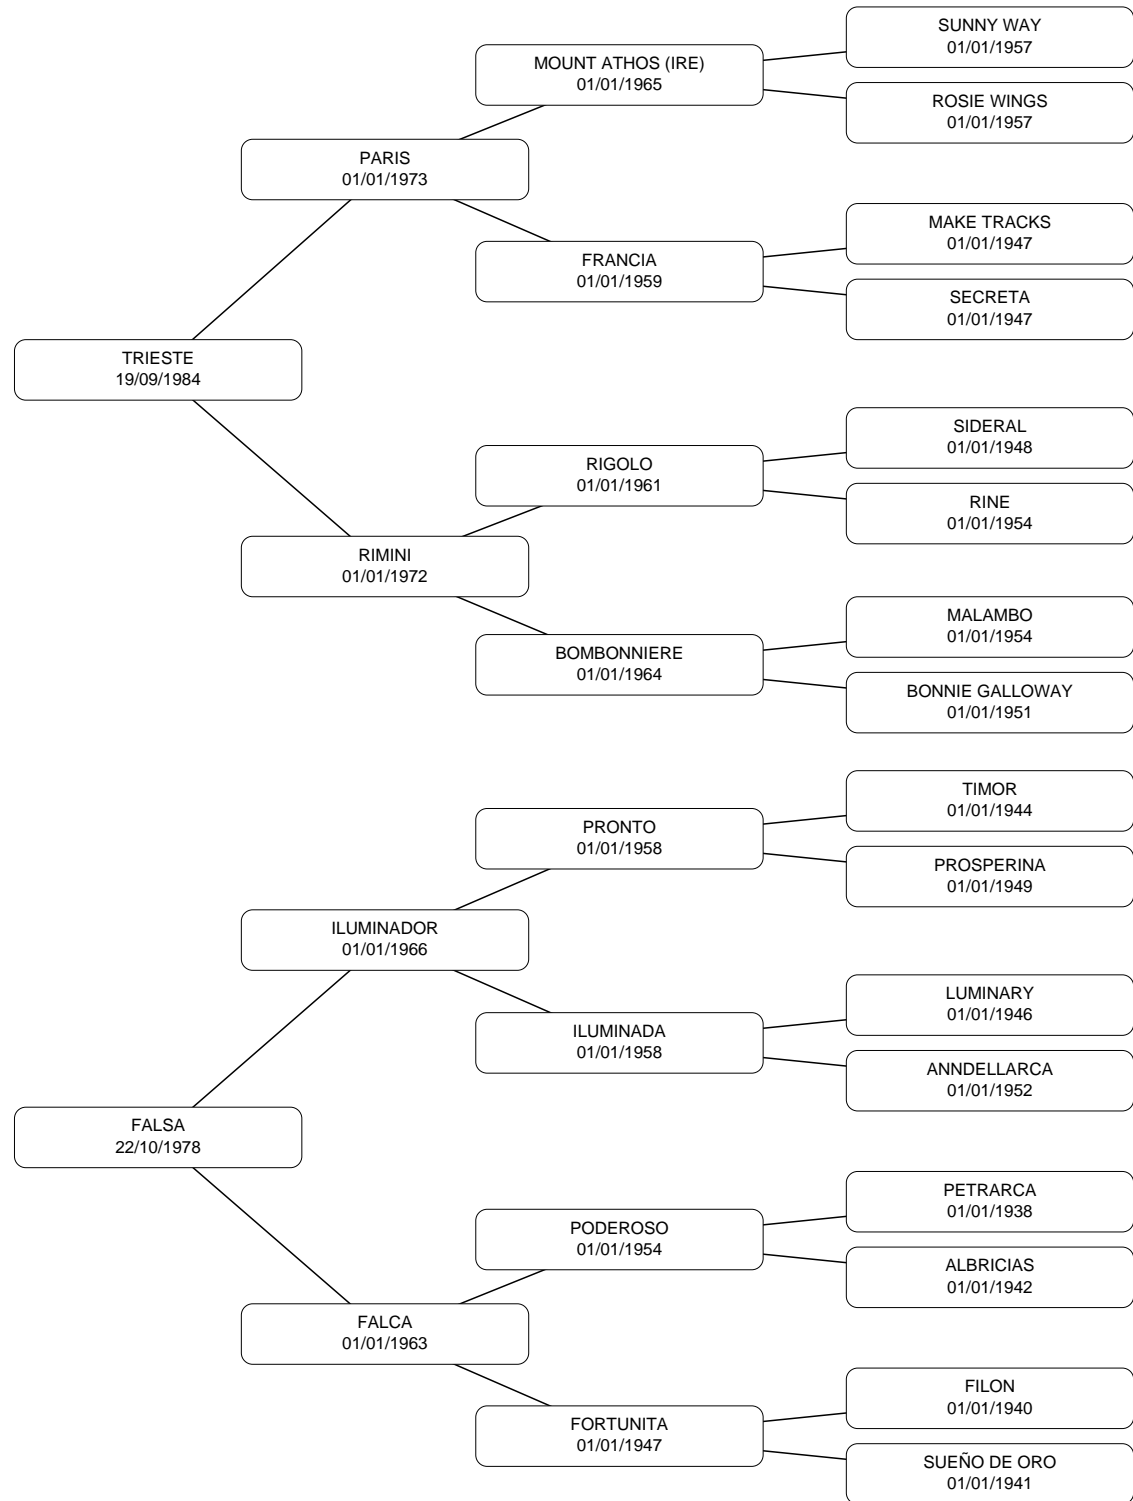 SUNNY WAY
01/01/1957
MOUNT ATHOS (IRE)
01/01/1965
ROSIE WINGS
01/01/1957
PARIS
01/01/1973
MAKE TRACKS
01/01/1947
FRANCIA
01/01/1959
SECRETA
01/01/1947
TRIESTE
19/09/1984
SIDERAL
01/01/1948
RIGOLO
01/01/1961
RINE
01/01/1954
RIMINI
01/01/1972
MALAMBO
01/01/1954
BOMBONNIERE
01/01/1964
BONNIE GALLOWAY
01/01/1951
TIMOR
01/01/1944
PRONTO
01/01/1958
PROSPERINA
01/01/1949
ILUMINADOR
01/01/1966
LUMINARY
01/01/1946
ILUMINADA
01/01/1958
ANNDELLARCA
01/01/1952
FALSA
22/10/1978
PETRARCA
01/01/1938
PODEROSO
01/01/1954
ALBRICIAS
01/01/1942
FALCA
01/01/1963
FILON
01/01/1940
FORTUNITA
01/01/1947
SUEÑO DE ORO
01/01/1941